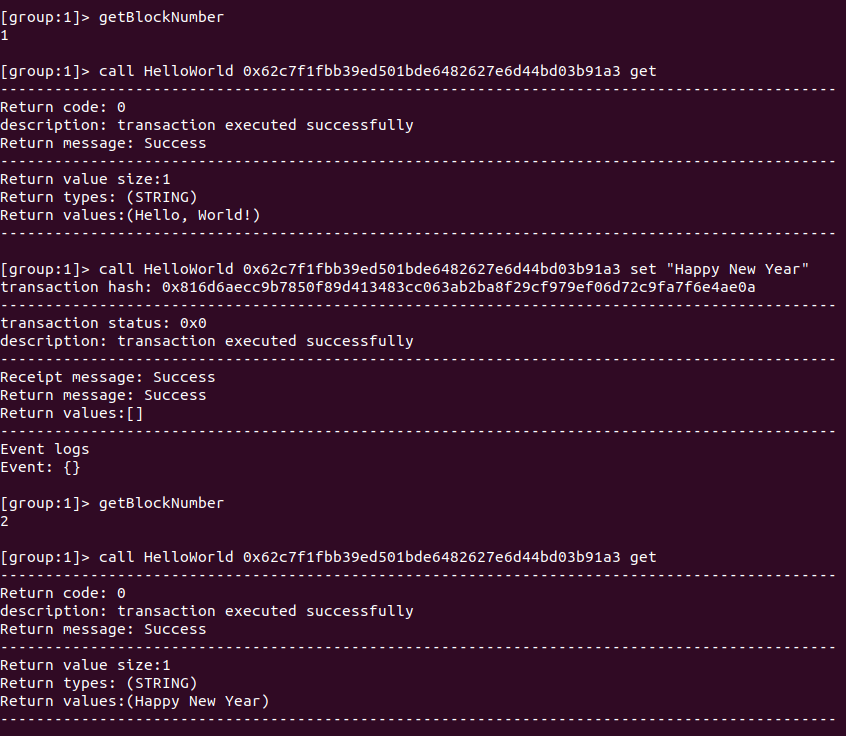 [group:1]> getBlockNumber
1
[group:1]> call HelloWorld 0x62c7f1fbb39ed501bde6482627e6d44bd03b91a3 get
---------------------------------------------------------------------------------------------
Return code: 0
description: transaction executed successfully
Return message: Success
---------------------------------------------------------------------------------------------
Return value size:1
Return types: (STRING)
Return values:(Hello, World!)
---------------------------------------------------------------------------------------------
[group:1]> call HelloWorld 0x62c7f1fbb39ed501bde6482627e6d44bd03b91a3 set "Happy New Year"
transaction hash: 0x816d6aecc9b7850f89d413483cc063ab2ba8f29cf979ef06d72c9fa7f6e4ae0a
---------------------------------------------------------------------------------------------
transaction status: 0x0
description: transaction executed successfully
---------------------------------------------------------------------------------------------
Receipt message: Success
Return message: Success
Return values:[]
---------------------------------------------------------------------------------------------
Event logs
Event: {}
[group:1]> getBlockNumber
2
[group:1]> call HelloWorld 0x62c7f1fbb39ed501bde6482627e6d44bd03b91a3 get
---------------------------------------------------------------------------------------------
Return code: 0
description: transaction executed successfully
Return message: Success
---------------------------------------------------------------------------------------------
Return value size:1
Return types: (STRING)
Return values:(Happy New Year)
---------------------------------------------------------------------------------------------